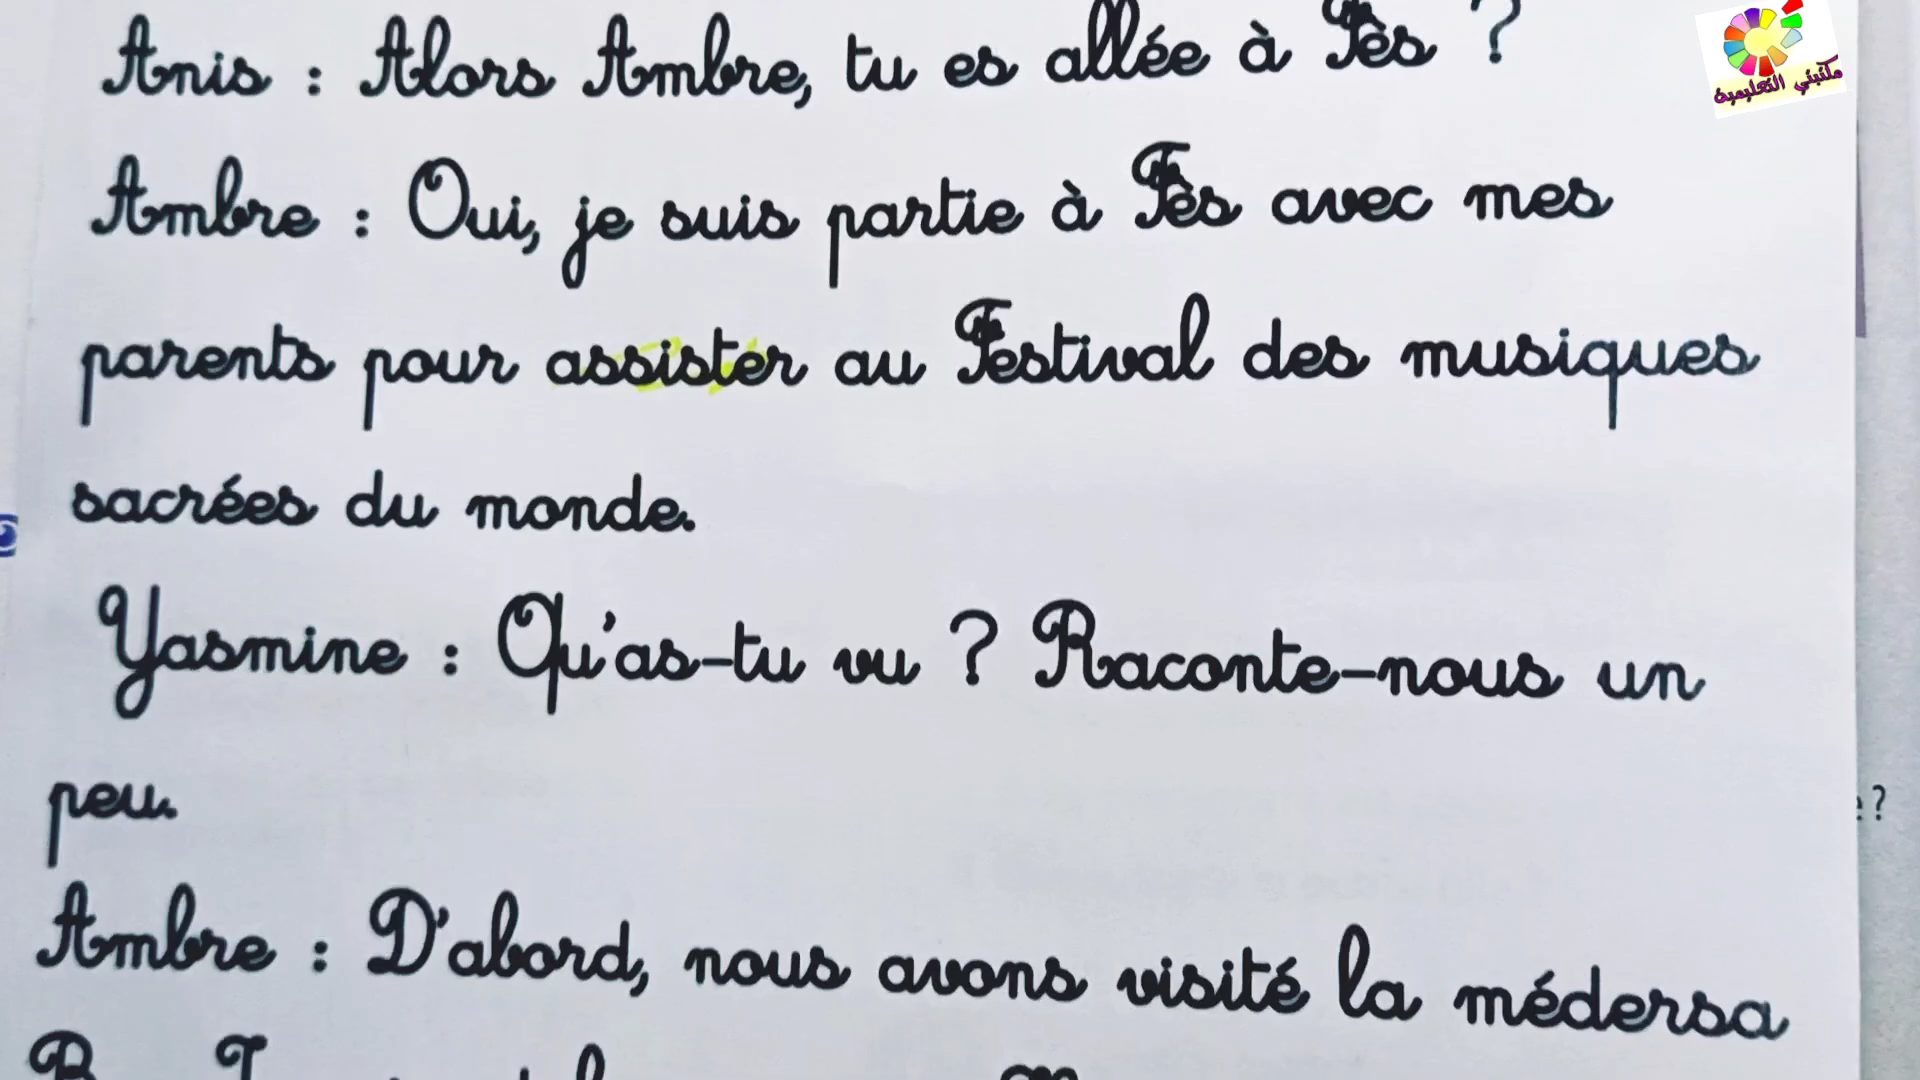 Anis : Alors Ambre, tu es allée à Fès ?
مكتبتي التعليمية
Ambre : Oui, je suis partie à Fès avec mes
parents pour assister au Festival des musiques
sacrées du monde.
Yasmine : Qu'as-tu vu ? Raconte-nous un
peu.
Ambre : D'abord, nous avons visité la médersa